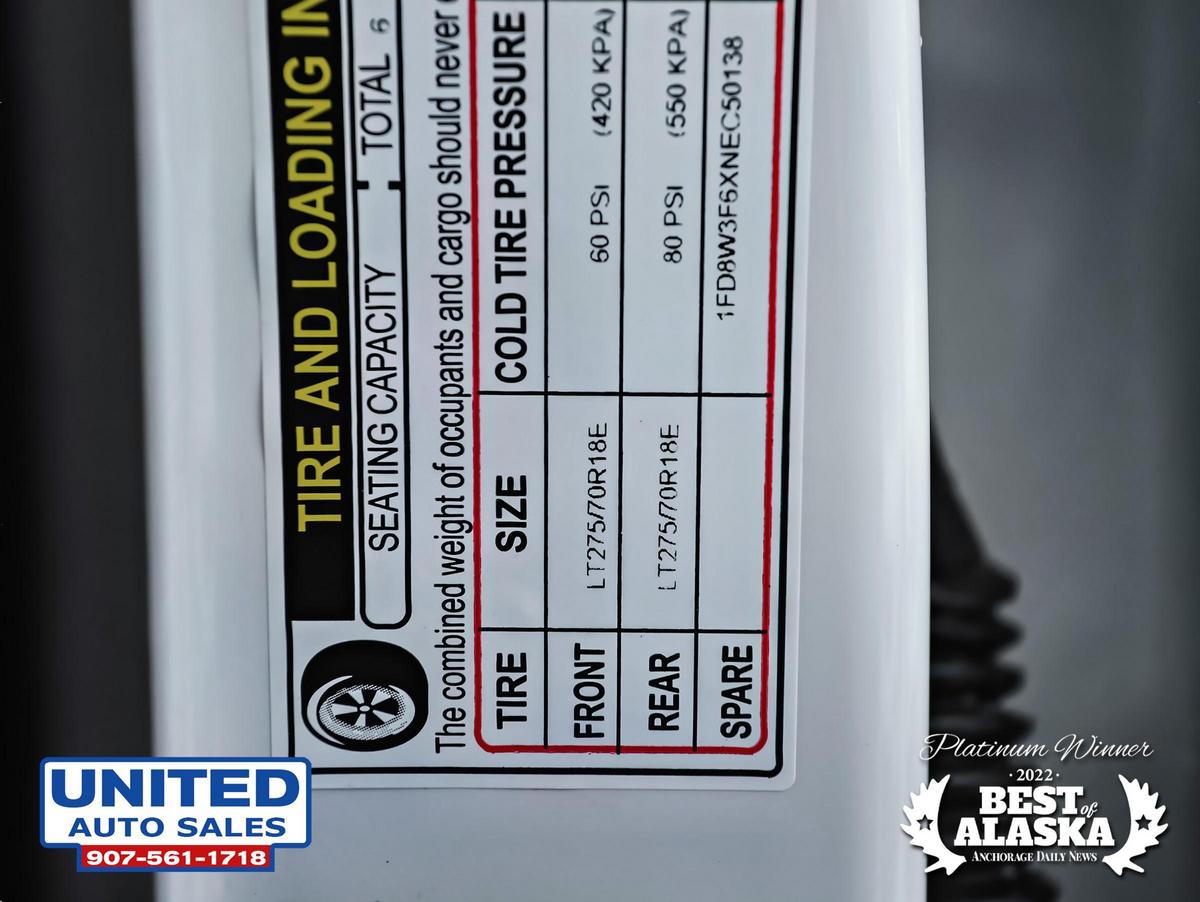 TIRE AND LOADING IN
SEATING CAPACITY TOTAL 6
The combined weight of occupants and cargo should never
TIRE SIZE COLD TIRE PRESSURE
FRONT LT275/70R18E 60 PSI (420 KPA)
REAR LT275/70R18E 80 PSI (550 KPA)
SPARE 1FD8W3F6XNEC50138
UNITED
AUTO SALES
907-561-1718
Platinum Winner
·2022·
BEST of
ALASKA
ANCHORAGE DAILY NEWS